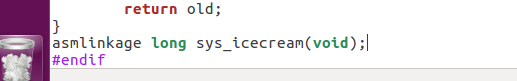 return old;
}
asmlinkage long sys_icecream(void);
#endif